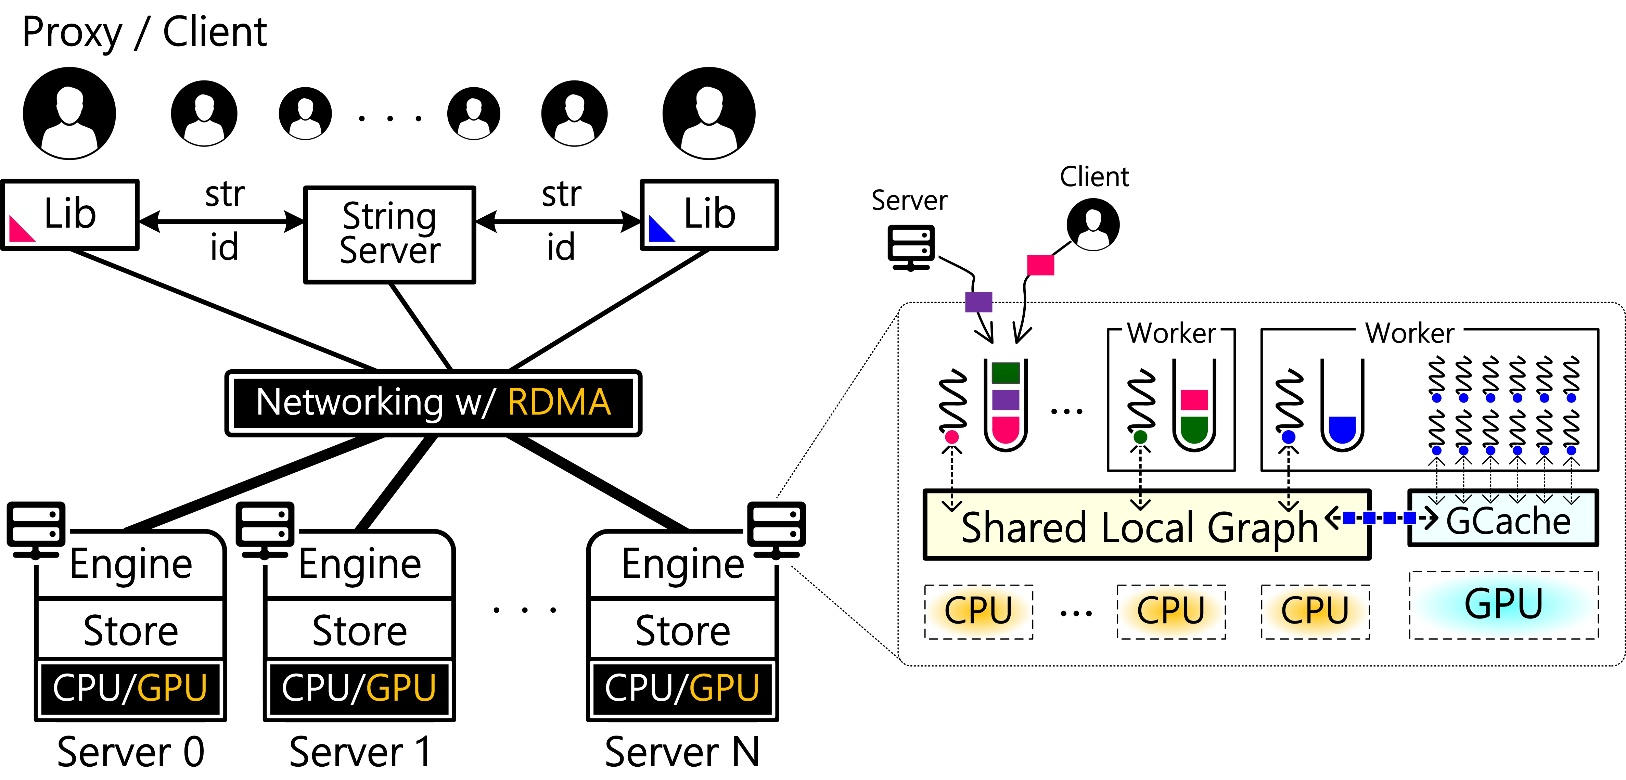 Proxy / Client
. . .
Lib
str
id
String
Server
str
id
Lib
Networking w/ RDMA
Engine
Store
CPU/GPU
Server 0
Engine
Store
CPU/GPU
Server 1
. . .
Engine
Store
CPU/GPU
Server N
Server
Client
...
Worker
Worker
Shared Local Graph
GCache
CPU
...
CPU
CPU
GPU